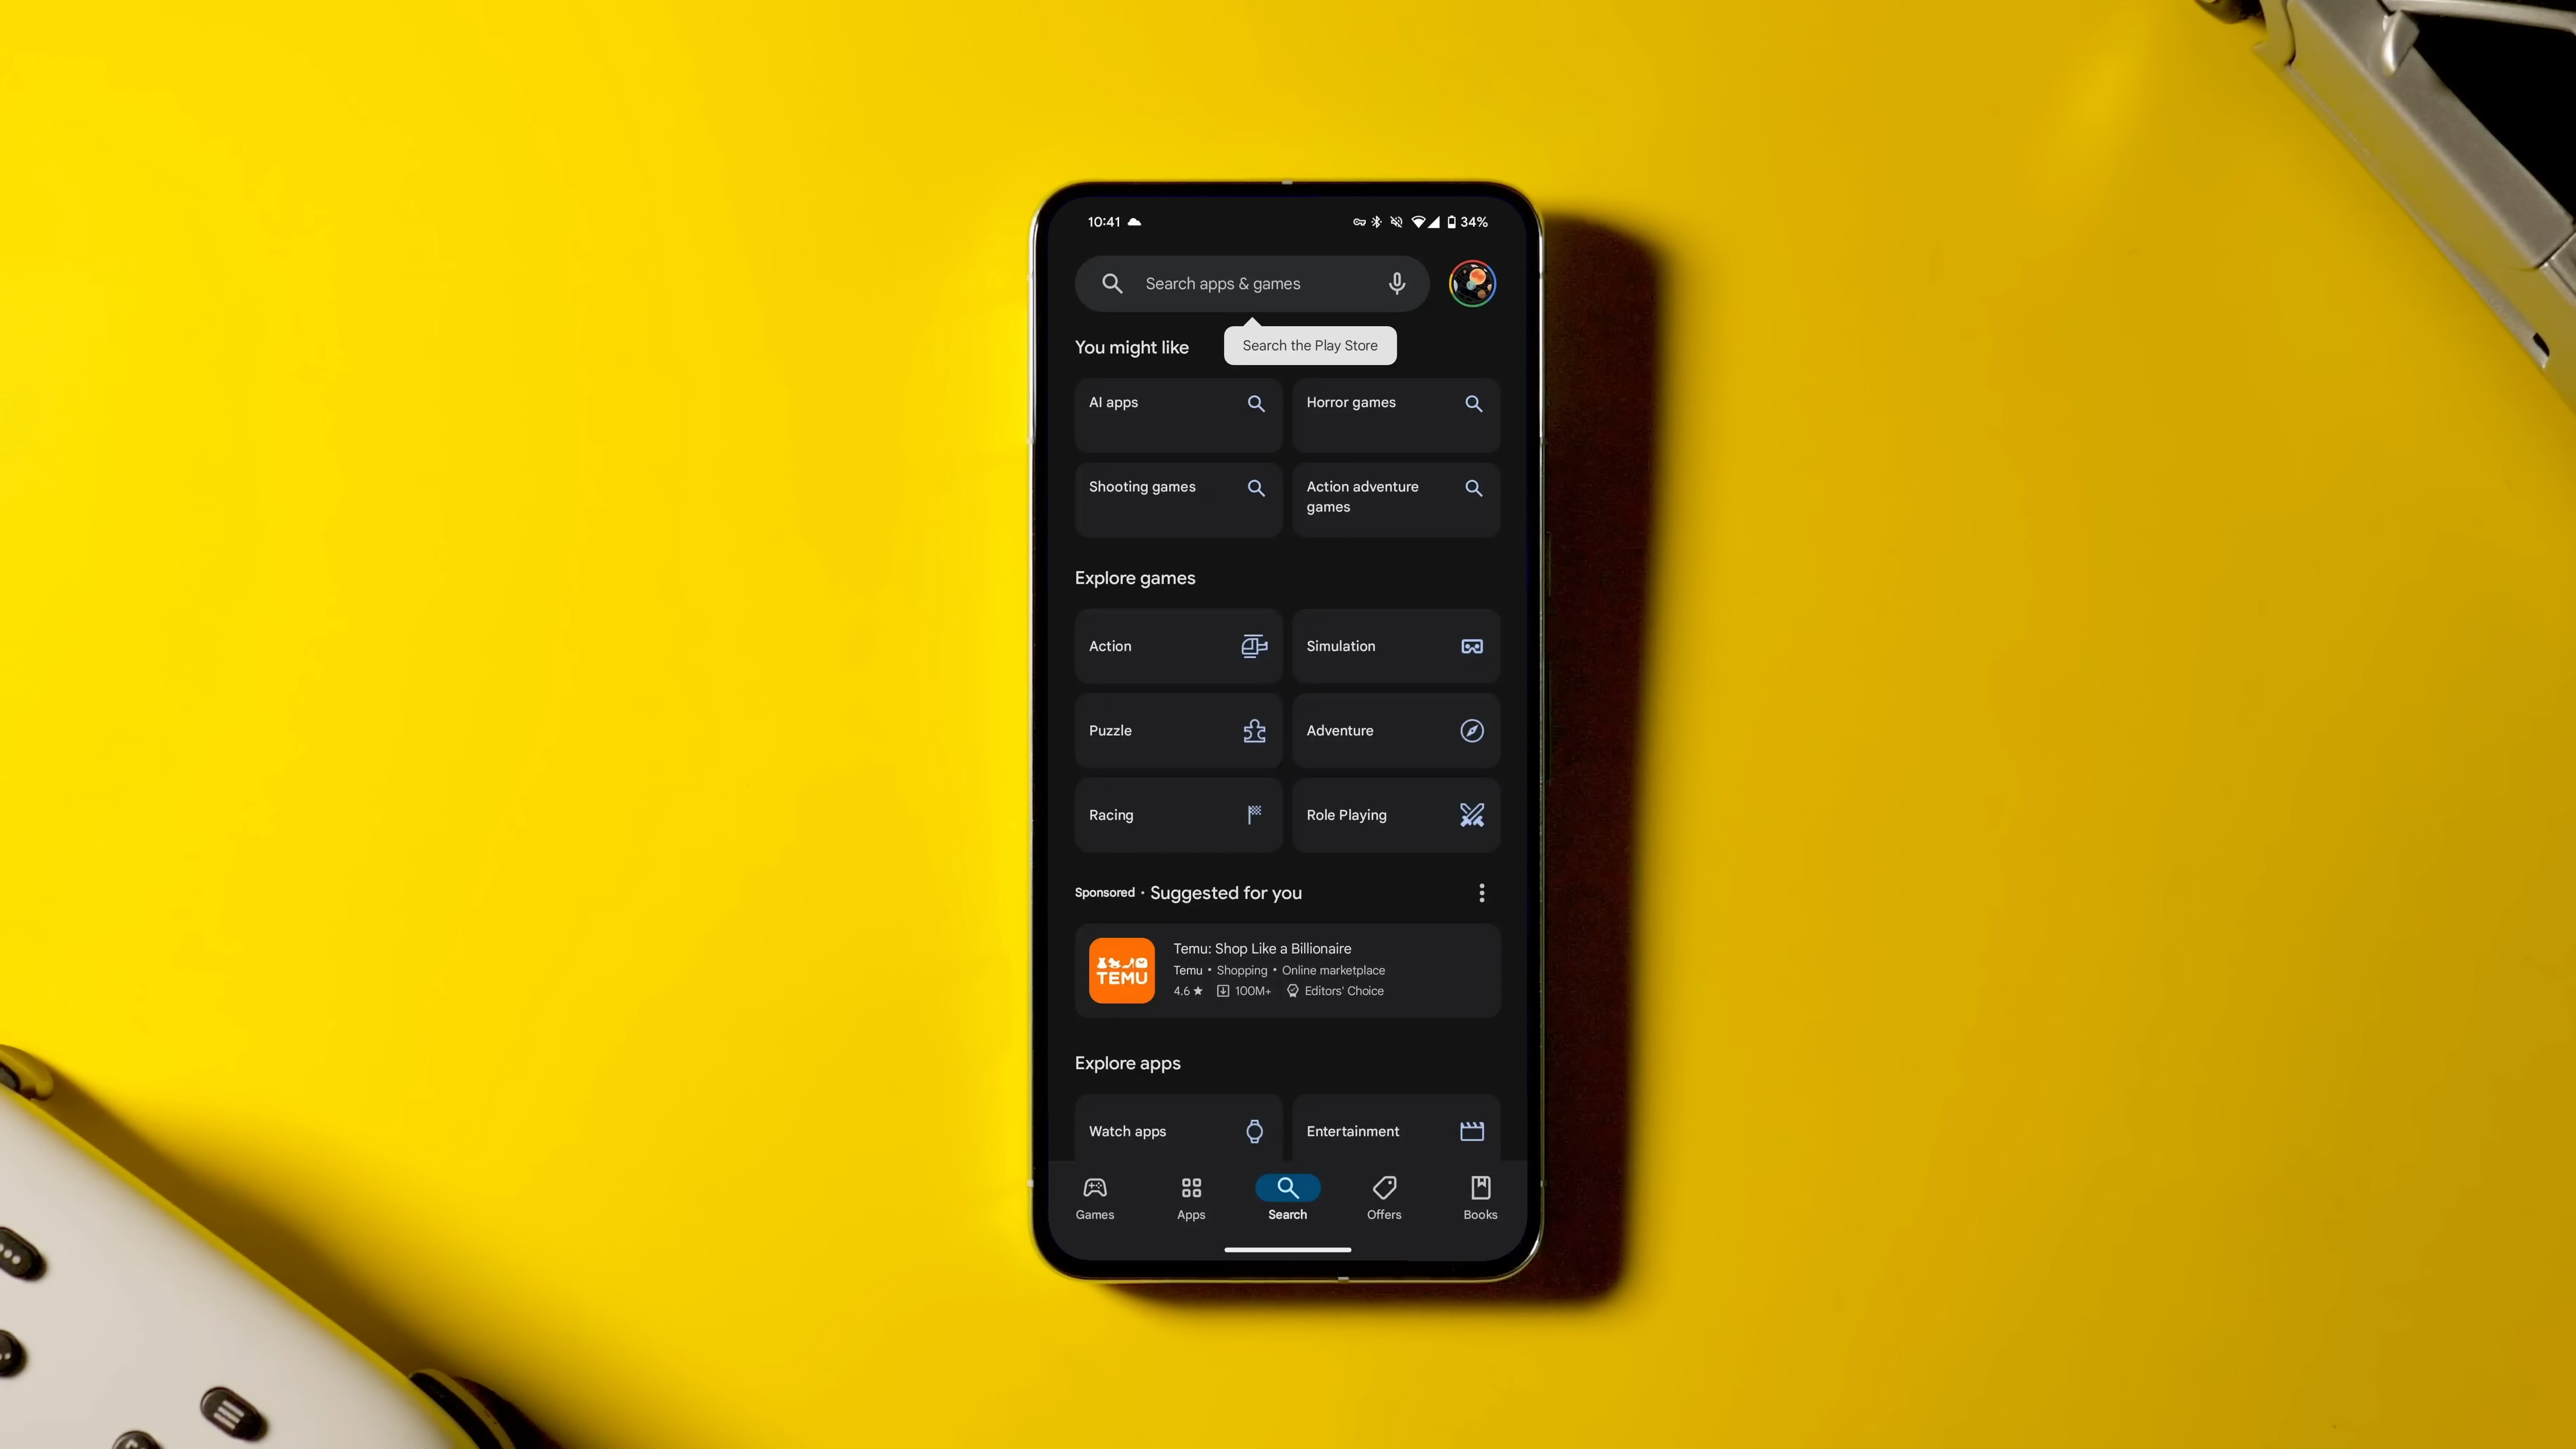 10:41
34%
Search apps & games
Search the Play Store
You might like
AI apps
Horror games
Shooting games
Action adventure
games
Explore games
Action
Simulation
Puzzle
Adventure
Racing
Role Playing
Sponsored • Suggested for you
TEMU
Temu: Shop Like a Billionaire
Temu • Shopping • Online marketplace
4.6★ 100M+ Editors' Choice
Explore apps
Watch apps
Entertainment
Games
Apps
Search
Offers
Books